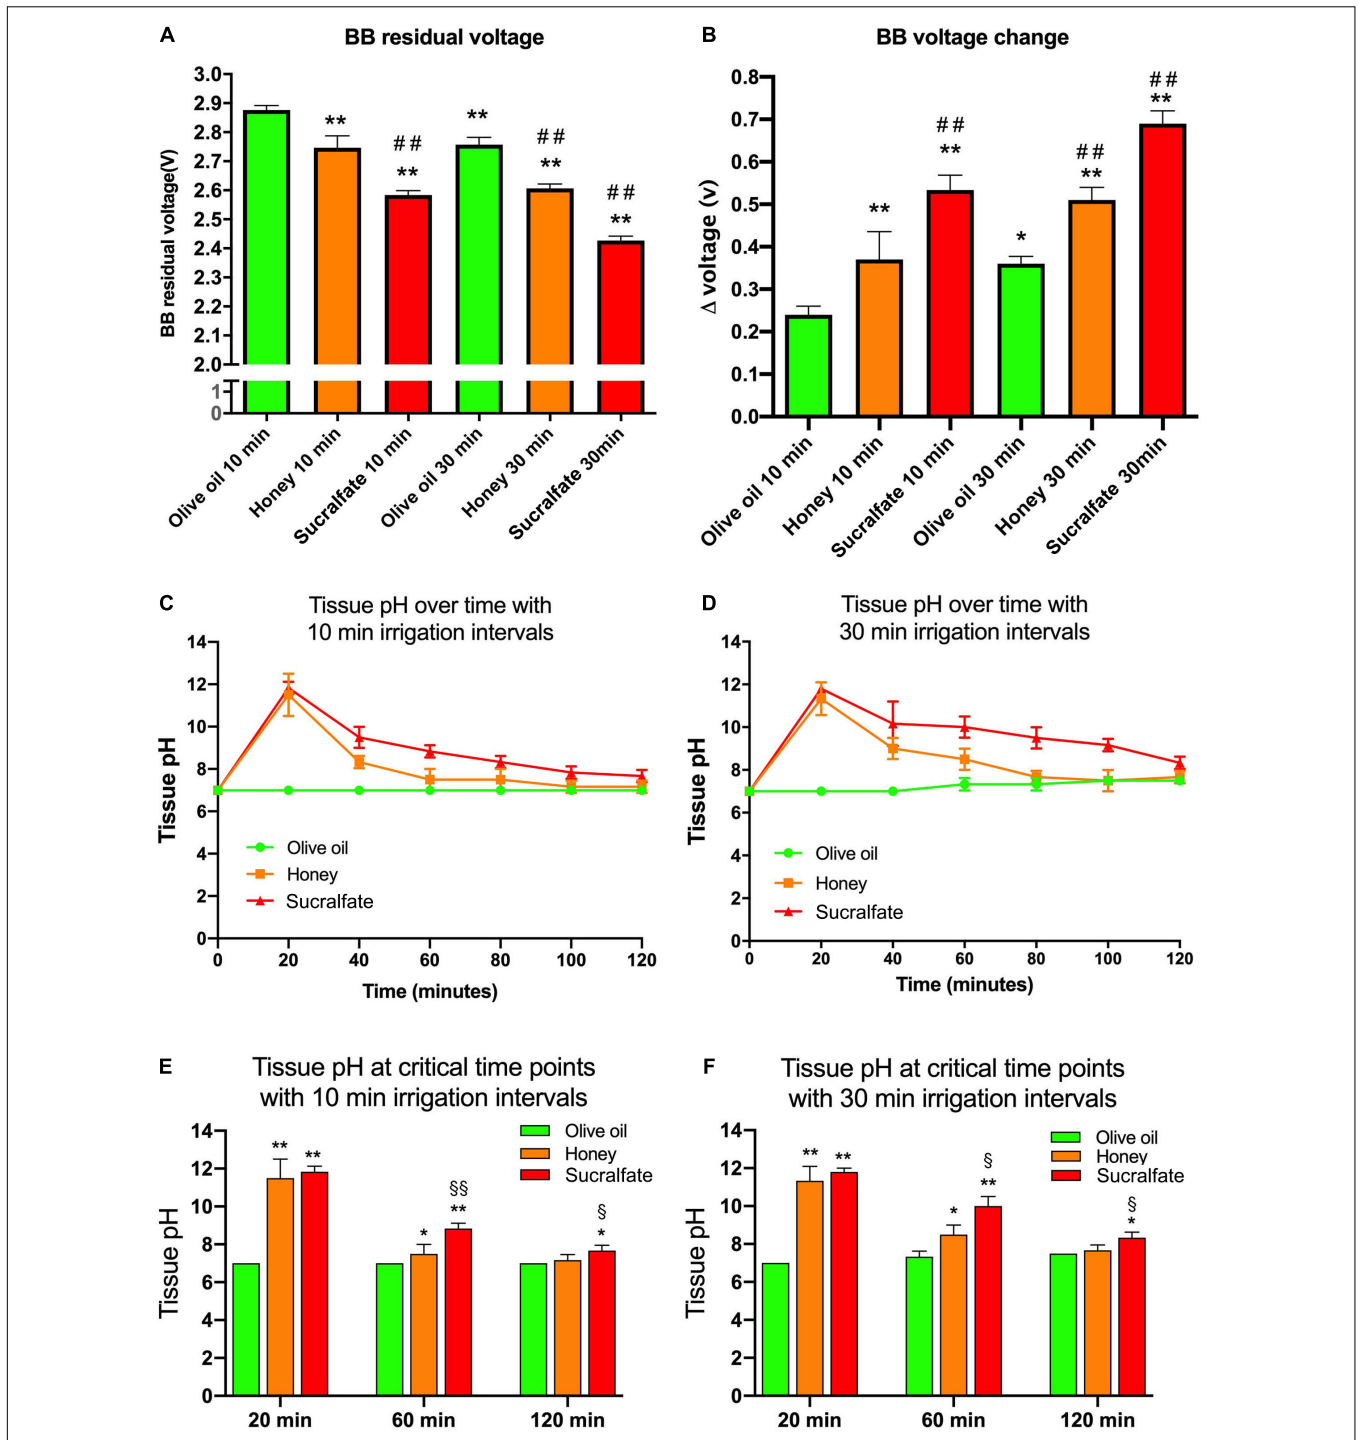 A
BB residual voltage
BB residual voltage(V)
3.0
2.9
2.8
2.7
2.6
2.5
2.4
2.3
2.2
2.1
2.0
1
0
**
##
**
**
##
**
##
**
Olive oil 10 min
Honey 10 min
Sucralfate 10 min
Olive oil 30 min
Honey 30 min
Sucralfate 30min
B
BB voltage change
Δ voltage (v)
0.8
0.7
0.6
0.5
0.4
0.3
0.2
0.1
0.0
**
##
**
*
##
**
##
**
Olive oil 10 min
Honey 10 min
Sucralfate 10 min
Olive oil 30 min
Honey 30 min
Sucralfate 30min
C
Tissue pH over time with
10 min irrigation intervals
Tissue pH
14
12
10
8
6
4
2
0
Olive oil
Honey
Sucralfate
0 20 40 60 80 100 120
Time (minutes)
D
Tissue pH over time with
30 min irrigation intervals
Tissue pH
14
12
10
8
6
4
2
0
Olive oil
Honey
Sucralfate
0 20 40 60 80 100 120
Time (minutes)
E
Tissue pH at critical time points
with 10 min irrigation intervals
Tissue pH
14
12
10
8
6
4
2
0
Olive oil
Honey
Sucralfate
** **
*
§§
**
§
*
20 min 60 min 120 min
F
Tissue pH at critical time points
with 30 min irrigation intervals
Tissue pH
14
12
10
8
6
4
2
0
Olive oil
Honey
Sucralfate
** **
*
§
**
§
*
20 min 60 min 120 min